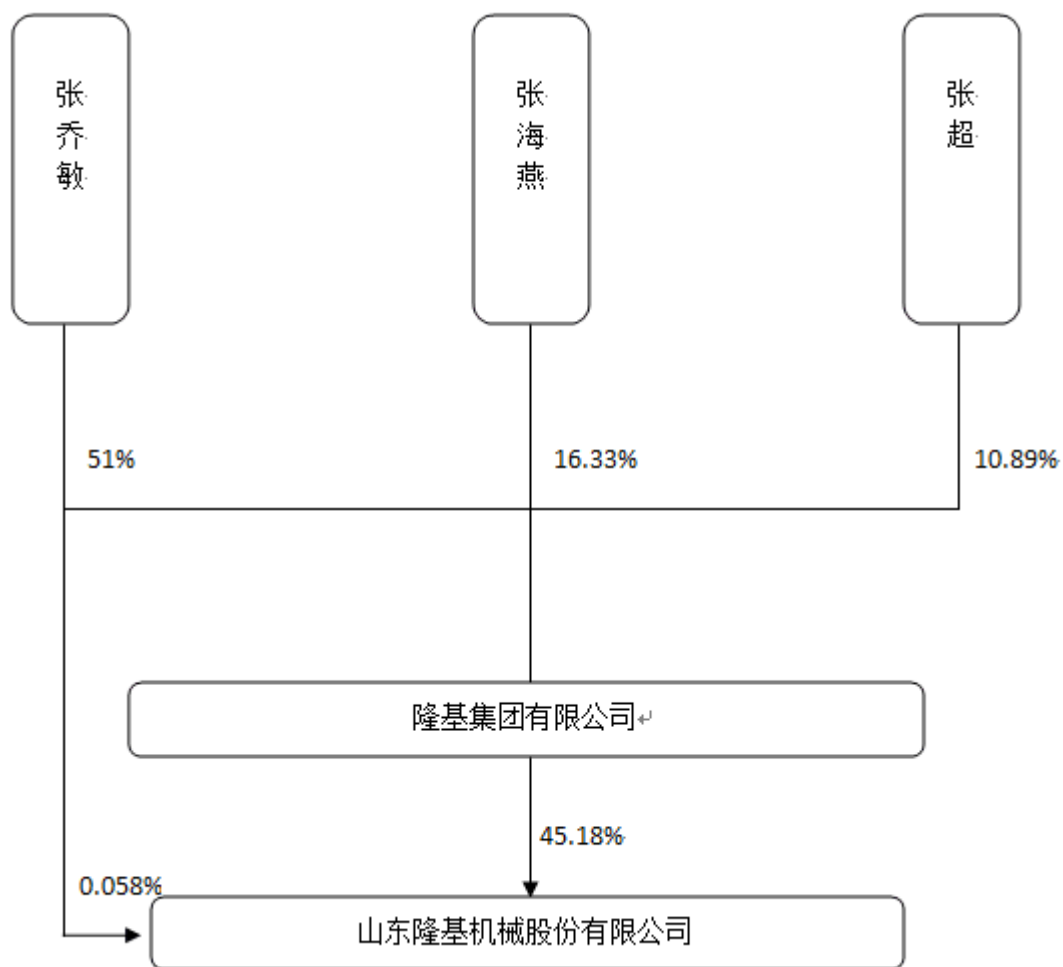 张
乔
敏
张
海
燕
张
超
51%
16.33%
10.89%
隆基集团有限公司
45.18%
0.058%
山东隆基机械股份有限公司